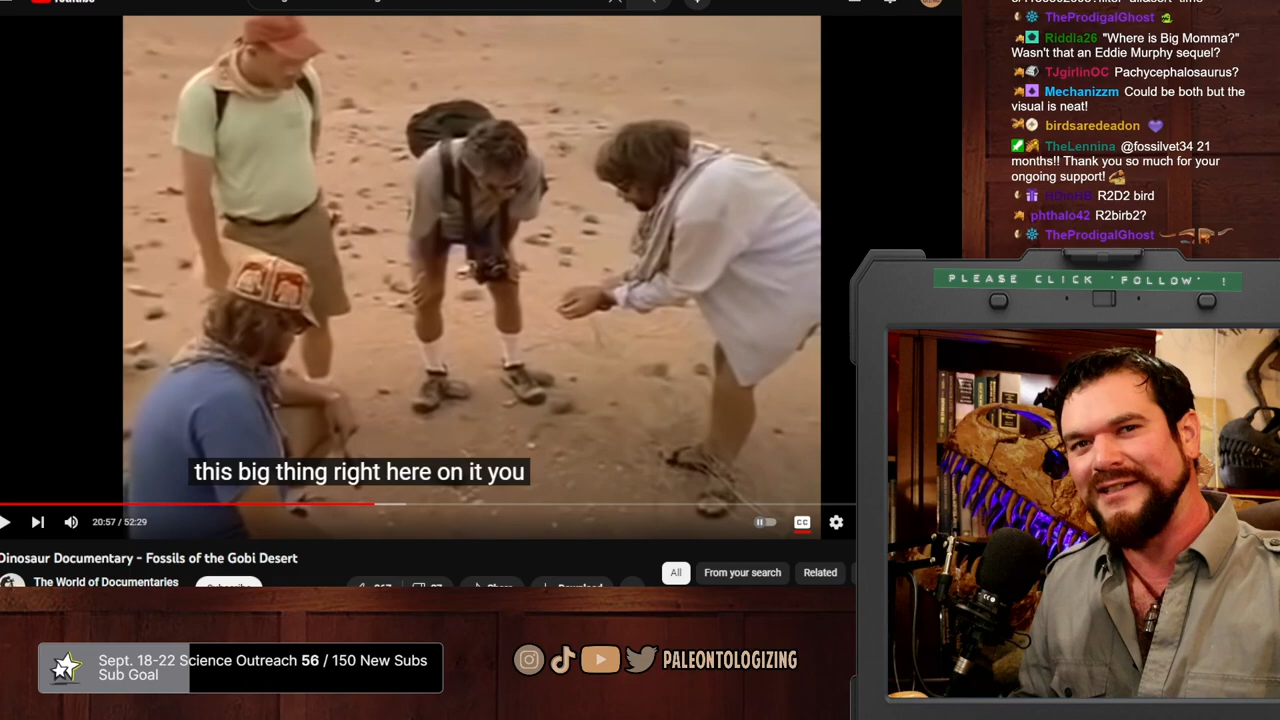 TheProdigalGhost
Riddla26 "Where is Big Momma?"
Wasn't that an Eddie Murphy sequel?
TJgirlinOC Pachycephalosaurus?
Mechanizzm Could be both but the
visual is neat!
birdsaredeadon
TheLennina @fossilvet34 21
months!! Thank you so much for your
ongoing support!
R2D2 bird
phthalo42 R2birb2?
TheProdigalGhost
PLEASE CLICK 'FOLLOW' !
this big thing right here on it you
20:57 / 52:29
CC
Dinosaur Documentary - Fossils of the Gobi Desert
The World of Documentaries
Subscribe
Share
Download
All
From your search
Related
Sept. 18-22 Science Outreach 56 / 150 New Subs
Sub Goal
PALEONTOLOGIZING